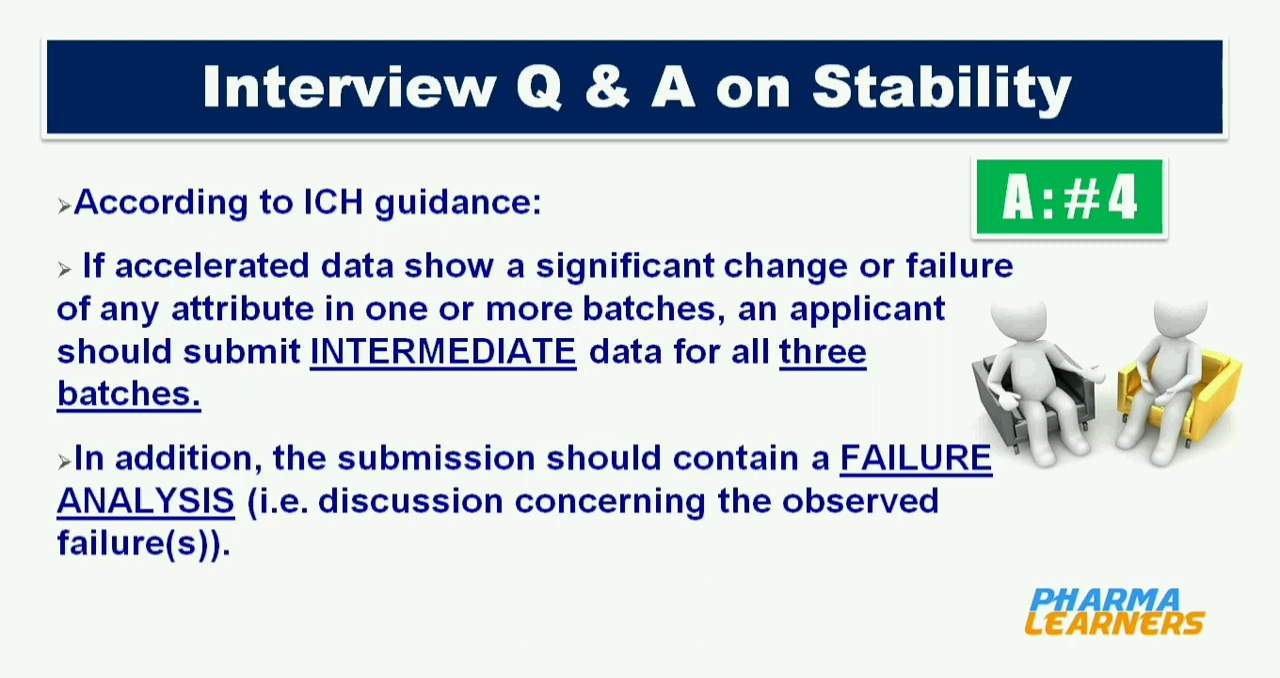 Interview Q & A on Stability
A:#4
➢According to ICH guidance:
➢ If accelerated data show a significant change or failure
of any attribute in one or more batches, an applicant
should submit INTERMEDIATE data for all three
batches.
➢In addition, the submission should contain a FAILURE
ANALYSIS (i.e. discussion concerning the observed
failure(s)).
PHARMA
LEARNERS